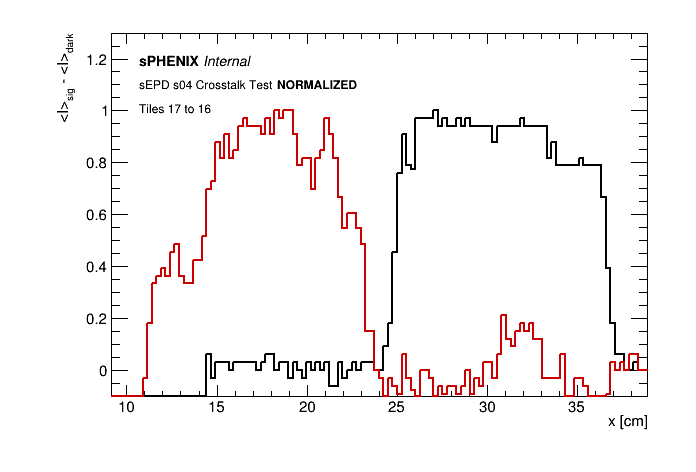 <I>sig - <I>dark
sPHENIX Internal
sEPD s04 Crosstalk Test NORMALIZED
Tiles 17 to 16
1.2
1
0.8
0.6
0.4
0.2
0
10 15 20 25 30 35
x [cm]